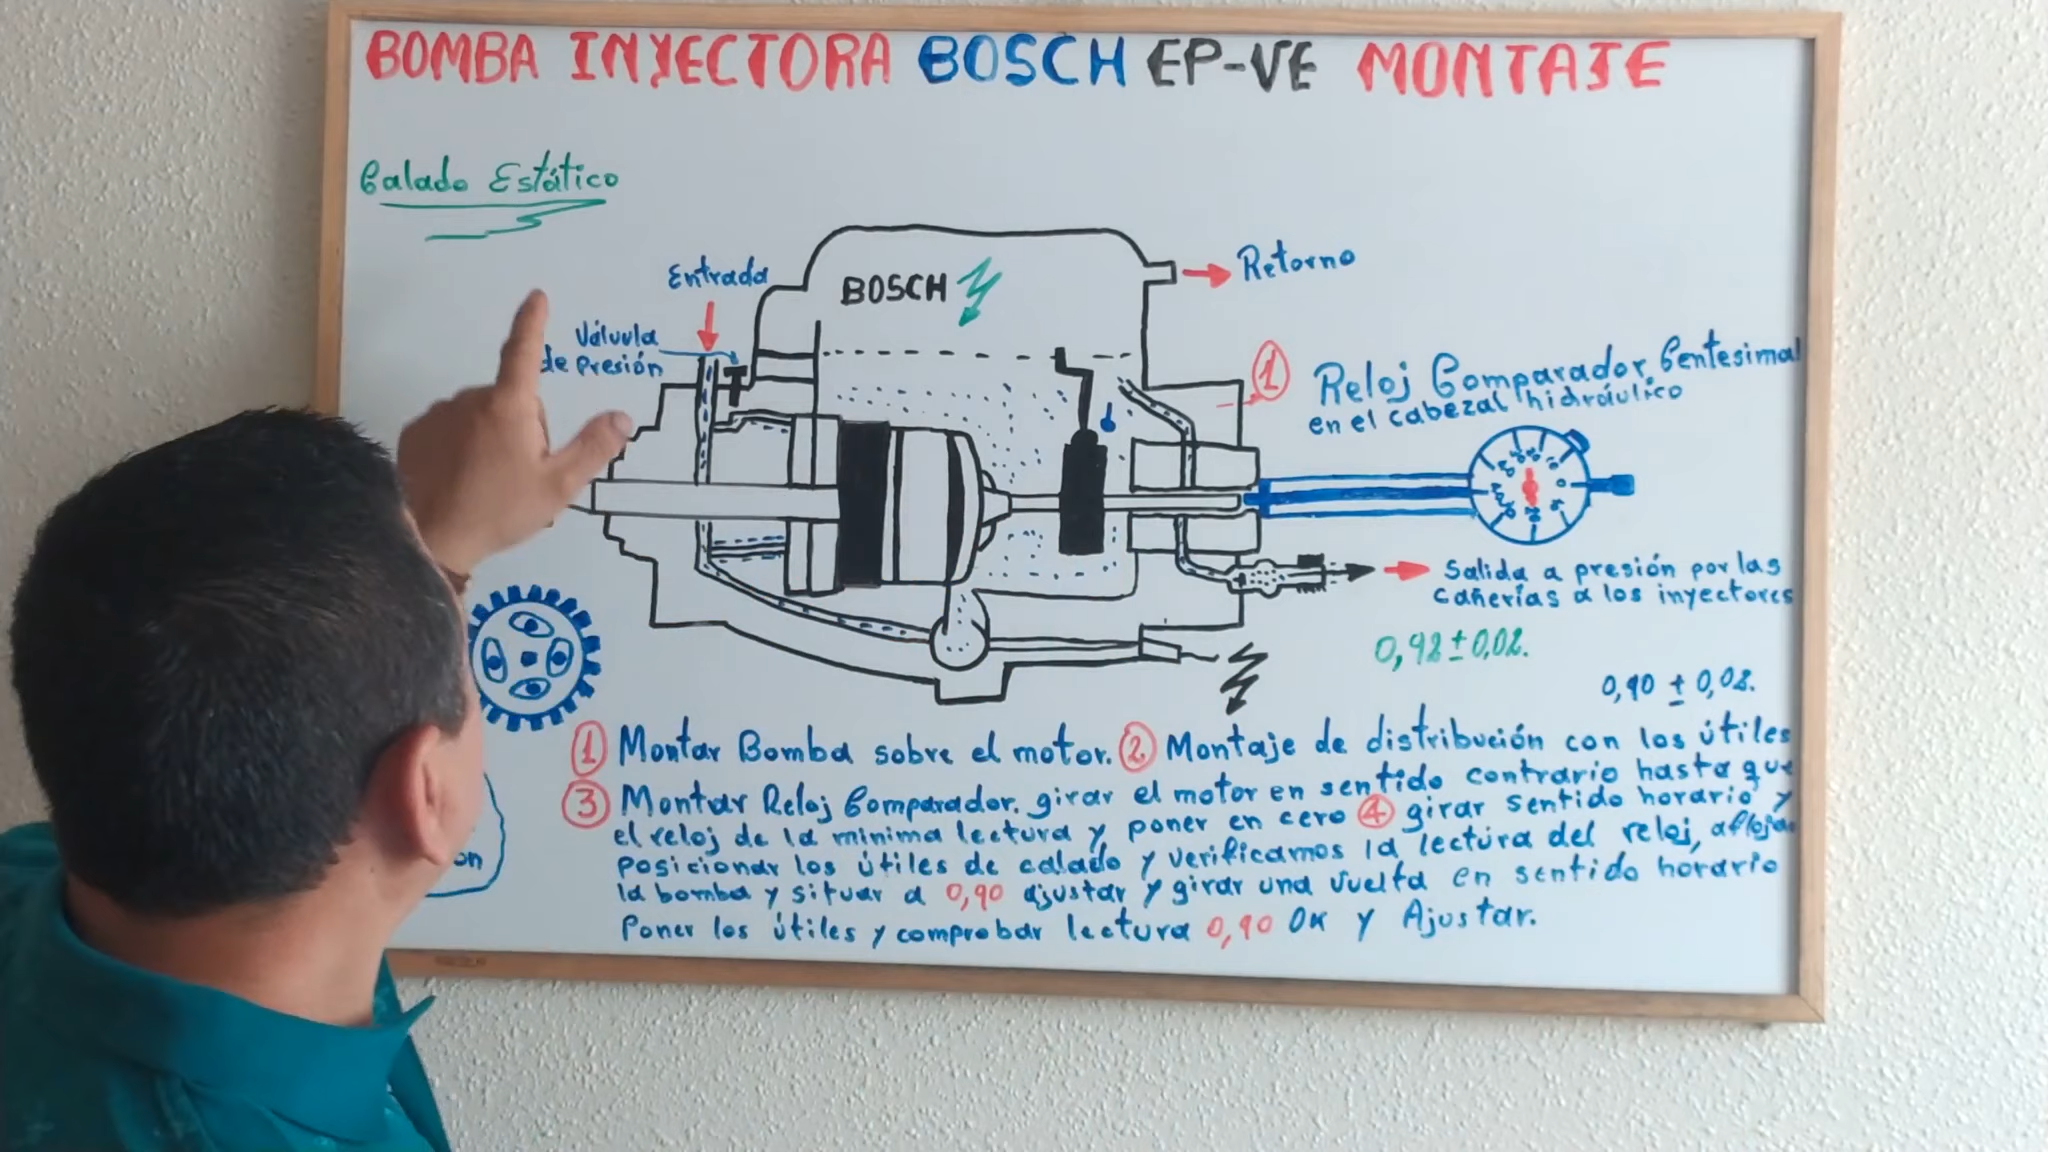 BOMBA INYECTORA BOSCH EP-VE MONTAJE
Calado Estático
Entrada
Válvula
de Presión
BOSCH
Retorno
1 Reloj Comparador Centesimal
en el cabezal hidráulico
Salida a presión por las
cañerías a los inyectores
0,92 ± 0,02.
0,90 ± 0,02.
1 Montar Bomba sobre el motor. 2 Montaje de distribución con los útiles
3 Montar Reloj Comparador. girar el motor en sentido contrario hasta que
el reloj de la minima lectura y poner en cero 4 girar sentido horario y
posicionar los útiles de calado y verificamos la lectura del reloj, afloja
la bomba y situar a 0,90 ajustar y girar una vuelta en sentido horario
Poner los útiles y comprobar lectura 0,90 OK y Ajustar.
on